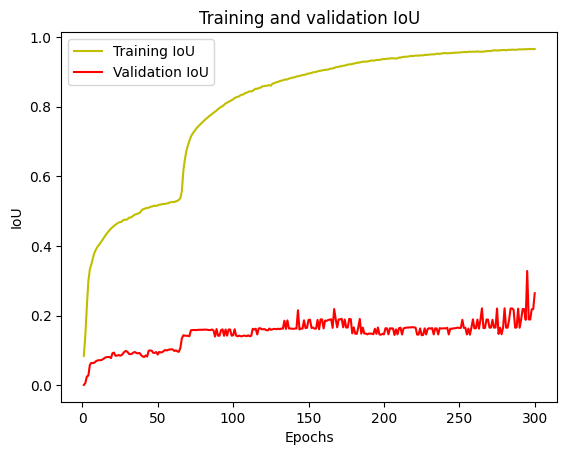 Training and validation IoU
Training IoU
Validation IoU
1.0
0.8
0.6
0.4
0.2
0.0
IoU
0 50 100 150 200 250 300
Epochs